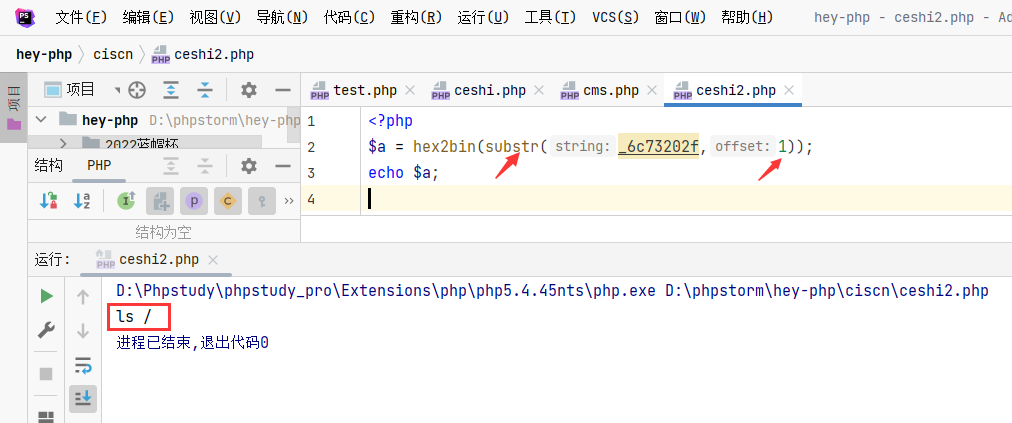 PS 文件(F) 编辑(E) 视图(V) 导航(N) 代码(C) 重构(R) 运行(U) 工具(T) VCS(S) 窗口(W) 帮助(H) hey-php - ceshi2.php - Ad
hey-php ciscn ceshi2.php
项目
项目
test.php ceshi.php cms.php ceshi2.php
hey-php D:\phpstorm\hey-php
2022蓝帽杯
结构 PHP
结构为空
1 <?php
2 $a = hex2bin(substr( string: _6c73202f, offset: 1));
3 echo $a;
4
运行: ceshi2.php
D:\Phpstudy\phpstudy_pro\Extensions\php\php5.4.45nts\php.exe D:\phpstorm\hey-php\ciscn\ceshi2.php
ls /
进程已结束,退出代码0